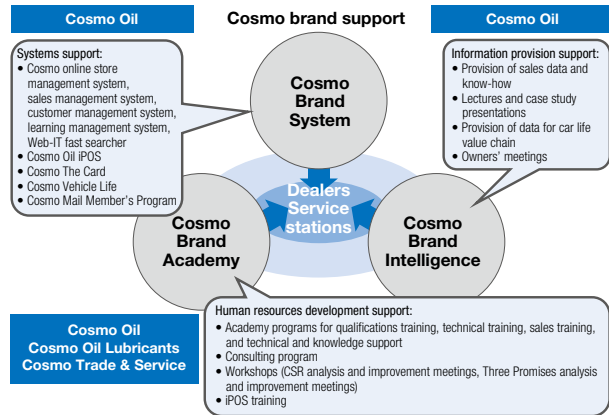 Cosmo Oil
Cosmo brand support
Cosmo Oil
Systems support:
• Cosmo online store
management system,
sales management system,
customer management system,
learning management system,
Web-IT fast searcher
• Cosmo Oil iPOS
• Cosmo The Card
• Cosmo Vehicle Life
• Cosmo Mail Member's Program
Cosmo
Brand
System
Information provision support:
• Provision of sales data and
know-how
• Lectures and case study
presentations
• Provision of data for car life
value chain
• Owners' meetings
Dealers
Service
stations
Cosmo
Brand
Academy
Cosmo
Brand
Intelligence
Cosmo Oil
Cosmo Oil Lubricants
Cosmo Trade & Service
Human resources development support:
• Academy programs for qualifications training, technical training, sales training,
and technical and knowledge support
• Consulting program
• Workshops (CSR analysis and improvement meetings, Three Promises analysis
and improvement meetings)
• iPOS training